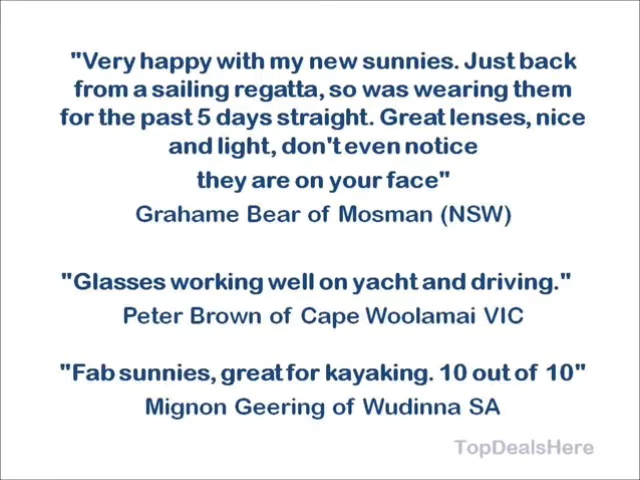 "Very happy with my new sunnies. Just back
from a sailing regatta, so was wearing them
for the past 5 days straight. Great lenses, nice
and light, don't even notice
they are on your face"
Grahame Bear of Mosman (NSW)
"Glasses working well on yacht and driving."
Peter Brown of Cape Woolamai VIC
"Fab sunnies, great for kayaking. 10 out of 10"
Mignon Geering of Wudinna SA
TopDealsHere